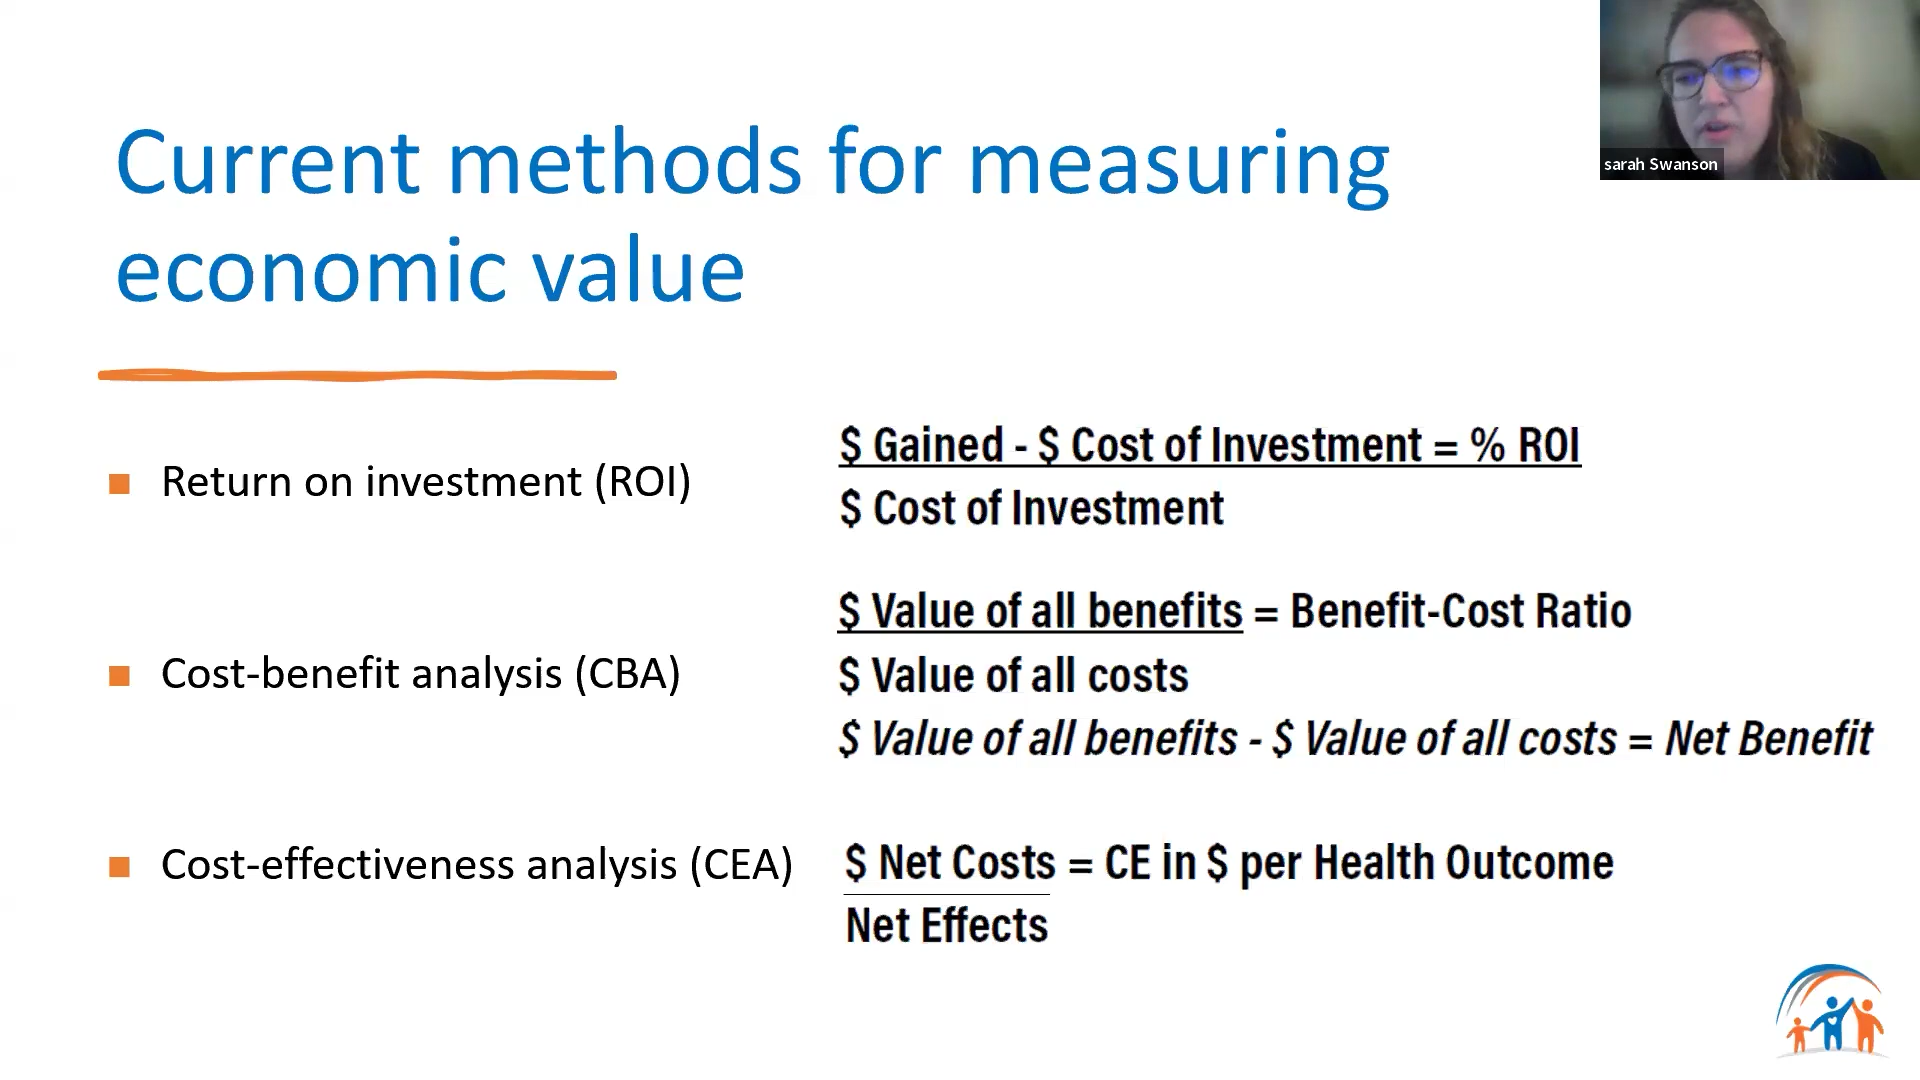 Current methods for measuring
economic value
sarah Swanson
Return on investment (ROI)
$ Gained - $ Cost of Investment = % ROI
$ Cost of Investment
Cost-benefit analysis (CBA)
$ Value of all benefits = Benefit-Cost Ratio
$ Value of all costs
$ Value of all benefits - $ Value of all costs = Net Benefit
Cost-effectiveness analysis (CEA)
$ Net Costs = CE in $ per Health Outcome
Net Effects